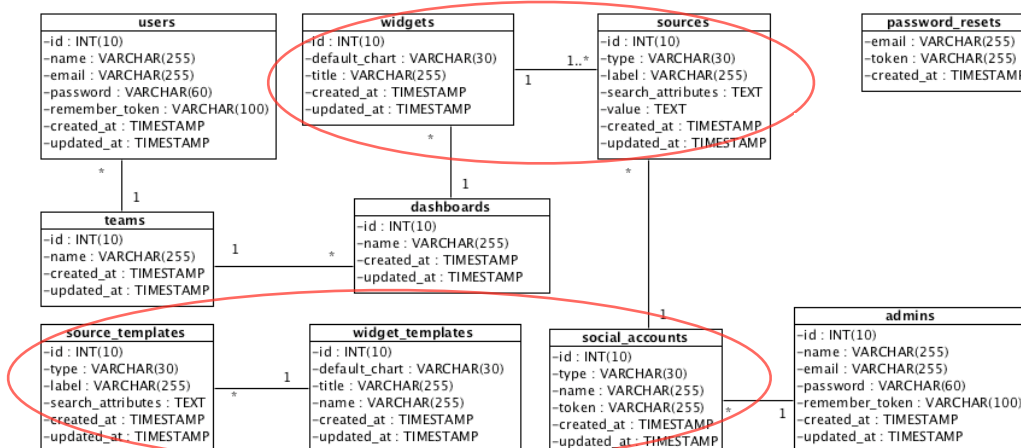 users
-id : INT(10)
-name : VARCHAR(255)
-email : VARCHAR(255)
-password : VARCHAR(60)
-remember_token : VARCHAR(100)
-created_at : TIMESTAMP
-updated_at : TIMESTAMP
widgets
-id : INT(10)
-default_chart : VARCHAR(30)
-title : VARCHAR(255)
-created_at : TIMESTAMP
-updated_at : TIMESTAMP
1
1..*
sources
-id : INT(10)
-type : VARCHAR(30)
-label : VARCHAR(255)
-search_attributes : TEXT
-value : TEXT
-created_at : TIMESTAMP
-updated_at : TIMESTAMP
password_resets
-email : VARCHAR(255)
-token : VARCHAR(255)
-created_at : TIMESTAMP
*
1
*
1
*
1
teams
-id : INT(10)
-name : VARCHAR(255)
-created_at : TIMESTAMP
-updated_at : TIMESTAMP
1
*
dashboards
-id : INT(10)
-name : VARCHAR(255)
-created_at : TIMESTAMP
-updated_at : TIMESTAMP
source_templates
-id : INT(10)
-type : VARCHAR(30)
-label : VARCHAR(255)
-search_attributes : TEXT
-created_at : TIMESTAMP
-updated_at : TIMESTAMP
*
1
widget_templates
-id : INT(10)
-default_chart : VARCHAR(30)
-title : VARCHAR(255)
-name : VARCHAR(255)
-created_at : TIMESTAMP
-updated_at : TIMESTAMP
social_accounts
-id : INT(10)
-type : VARCHAR(30)
-name : VARCHAR(255)
-token : VARCHAR(255)
-created_at : TIMESTAMP
-updated_at : TIMESTAMP
*
1
admins
-id : INT(10)
-name : VARCHAR(255)
-email : VARCHAR(255)
-password : VARCHAR(60)
-remember_token : VARCHAR(100)
-created_at : TIMESTAMP
-updated_at : TIMESTAMP